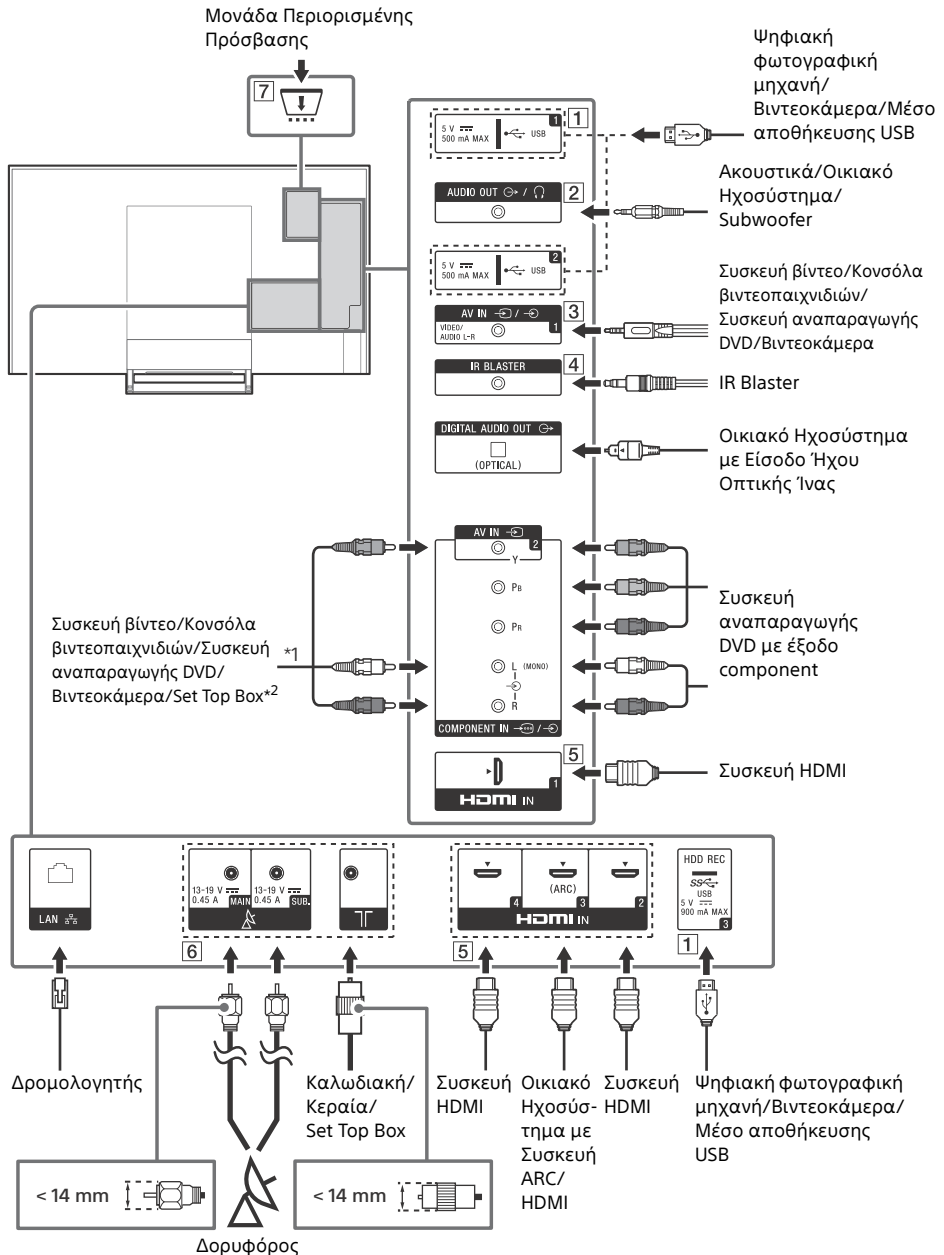 Μονάδα Περιορισμένης
Πρόσβασης
7
5 V
500 mA MAX
USB
1
1
Ψηφιακή
φωτογραφική
μηχανή/
Βιντεοκάμερα/Μέσο
αποθήκευσης USB
AUDIO OUT /
2
Ακουστικά/Οικιακό
Ηχοσύστημα/
Subwoofer
5 V
500 mA MAX
USB
2
AV IN /
VIDEO/
AUDIO L-R
1
3
Συσκευή βίντεο/Κονσόλα
βιντεοπαιχνιδιών/
Συσκευή αναπαραγωγής
DVD/Βιντεοκάμερα
IR BLASTER
4
IR Blaster
DIGITAL AUDIO OUT
(OPTICAL)
Οικιακό Ηχοσύστημα
με Είσοδο Ήχου
Οπτικής Ίνας
AV IN
2
Y
PB
PR
L (MONO)
R
COMPONENT IN /
Συσκευή βίντεο/Κονσόλα
βιντεοπαιχνιδιών/Συσκευή
αναπαραγωγής DVD/
Βιντεοκάμερα/Set Top Box*2
*1
Συσκευή
αναπαραγωγής
DVD με έξοδο
component
5
1
HDMI IN
Συσκευή HDMI
LAN
13-19 V
0.45 A
MAIN
13-19 V
0.45 A
SUB.
6
4
(ARC)
3
2
HDMI IN
5
HDD REC
SS
USB
5 V
900 mA MAX
3
1
Δρομολογητής
Καλωδιακή/
Κεραία/
Set Top Box
Συσκευή
HDMI
Οικιακό
Ηχοσύσ-
τημα με
Συσκευή
ARC/
HDMI
Συσκευή
HDMI
Ψηφιακή φωτογραφική
μηχανή/Βιντεοκάμερα/
Μέσο αποθήκευσης
USB
< 14 mm
< 14 mm
Δορυφόρος